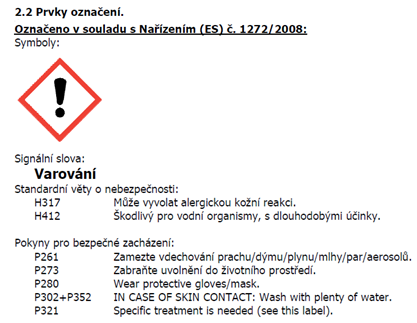 2.2 Prvky označení.
Označeno v souladu s Nařízením (ES) č. 1272/2008:
Symboly:
!
Signální slova:
Varování
Standardní věty o nebezpečnosti:
H317 Může vyvolat alergickou kožní reakci.
H412 Škodlivý pro vodní organismy, s dlouhodobými účinky.
Pokyny pro bezpečné zacházení:
P261 Zamezte vdechování prachu/dýmu/plynu/mlhy/par/aerosolů.
P273 Zabraňte uvolnění do životního prostředí.
P280 Wear protective gloves/mask.
P302+P352 IN CASE OF SKIN CONTACT: Wash with plenty of water.
P321 Specific treatment is needed (see this label).